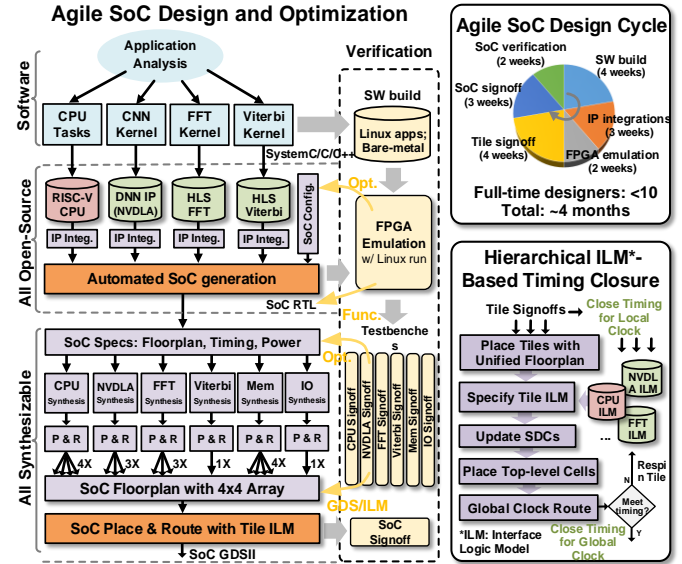 Agile SoC Design and Optimization
Software
Application
Analysis
CPU
Tasks
CNN
Kernel
FFT
Kernel
Viterbi
Kernel
SystemC/C/C++
All Open-Source
RISC-V
CPU
DNN IP
(NVDLA)
HLS
FFT
HLS
Viterbi
SoC Config.
IP Integ.
IP Integ.
IP Integ.
IP Integ.
Automated SoC generation
SoC RTL
All Synthesizable
SoC Specs: Floorplan, Timing, Power
CPU
Synthesis
NVDLA
Synthesis
FFT
Synthesis
Viterbi
Synthesis
Mem
Synthesis
IO
Synthesis
P & R
P & R
P & R
P & R
P & R
P & R
4X
3X
3X
1X
4X
1X
SoC Floorplan with 4x4 Array
SoC Place & Route with Tile ILM
SoC GDSII
Verification
SW build
Linux apps;
Bare-metal
Opt.
FPGA
Emulation
w/ Linux run
Func.
Testbenche
s
Opt.
CPU Signoff
NVDLA Signoff
FFT Signoff
Viterbi Signoff
Mem Signoff
IO Signoff
GDS/ILM
SoC
Signoff
Agile SoC Design Cycle
SoC verification
(2 weeks)
SW build
(4 weeks)
SoC signoff
(3 weeks)
IP integrations
(3 weeks)
Tile signoff
(4 weeks)
FPGA emulation
(2 weeks)
Full-time designers: <10
Total: ~4 months
Hierarchical ILM*-
Based Timing Closure
Tile Signoffs
Close Timing
for Local
Clock
Place Tiles with
Unified Floorplan
NVDL
A ILM
Specify Tile ILM
CPU
ILM
FFT
ILM
...
Update SDCs
Place Top-level Cells
Respi
n Tile
N
Global Clock Route
Meet
timing?
Y
*ILM: Interface
Logic Model
Close Timing
for Global
Clock